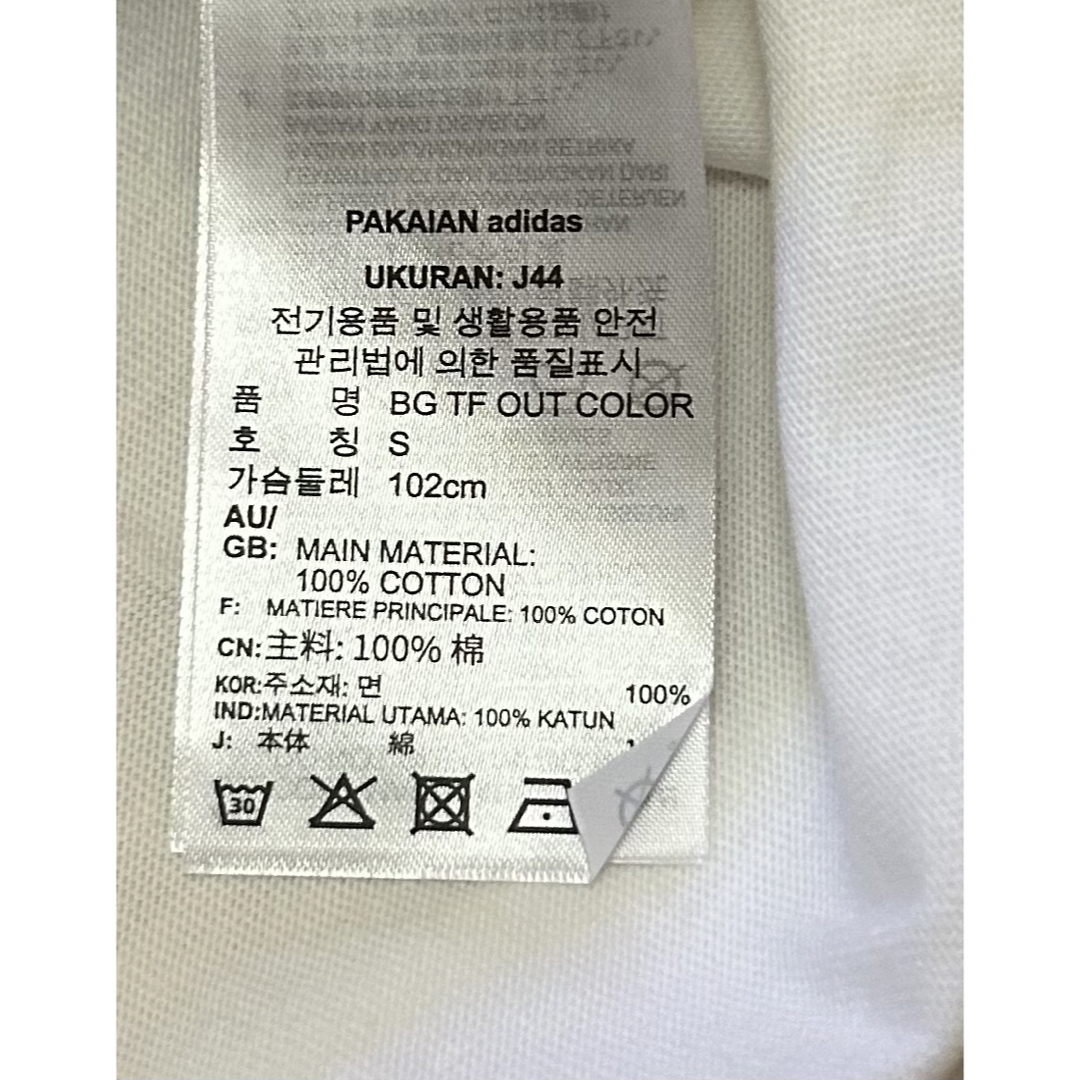 PAKAIAN adidas
UKURAN: J44
전기용품 및 생활용품 안전
관리법에 의한 품질표시
품 명 BG TF OUT COLOR
호 칭 S
가슴둘레 102cm
AU/
GB: MAIN MATERIAL:
100% COTTON
F: MATIERE PRINCIPALE: 100% COTON
CN:主料: 100% 棉
KOR:주소재: 면 100%
IND:MATERIAL UTAMA: 100% KATUN
J: 本体 綿
30